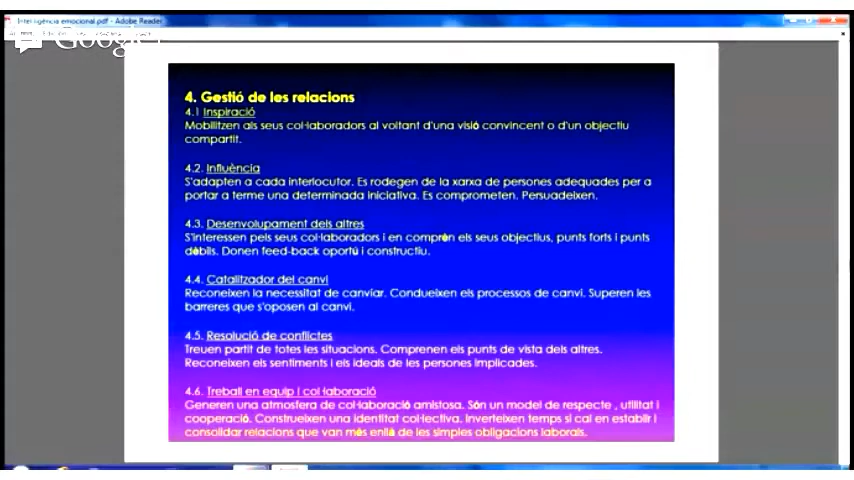 Intel·ligència emocional.pdf - Adobe Reader
Google+
4. Gestió de les relacions
4.1 Inspiració
Mobilitzen als seus col·laboradors al voltant d'una visió convincent o d'un objectiu
compartit.
4.2. Influència
S'adapten a cada interlocutor. Es rodegen de la xarxa de persones adequades per a
portar a terme una determinada iniciativa. Es comprometen. Persuadeixen.
4.3. Desenvolupament dels altres
S'interessen pels seus col·laboradors i en comprèn els seus objectius, punts forts i punts
dèbils. Donen feed-back oportú i constructiu.
4.4. Catalitzador del canvi
Reconeixen la necessitat de canviar. Condueixen els processos de canvi. Superen les
barreres que s'oposen al canvi.
4.5. Resolució de conflictes
Treuen partit de totes les situacions. Comprenen els punts de vista dels altres.
Reconeixen els sentiments i els ideals de les persones implicades.
4.6. Treball en equip i col·laboració
Generen una atmosfera de col·laboració amistosa. Són un model de respecte , utilitat i
cooperació. Construeixen una identitat col·lectiva. Inverteixen temps si cal en establir i
consolidar relacions que van més enllà de les simples obligacions laborals.